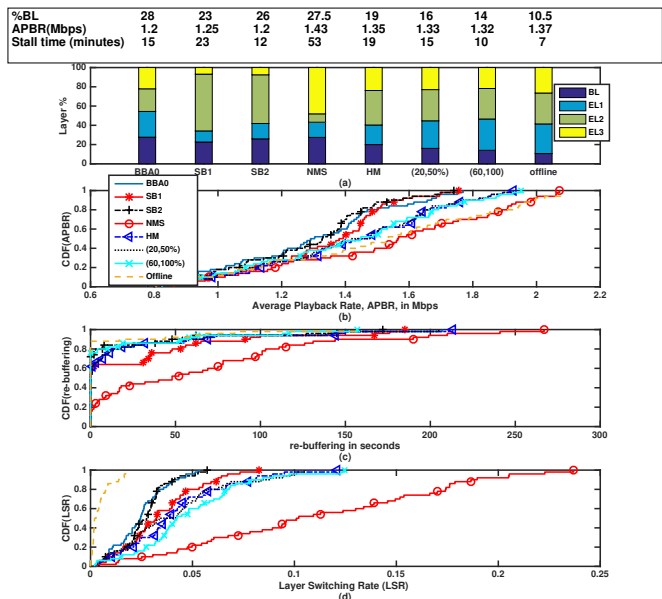 %BL 28 23 26 27.5 19 16 14 10.5
APBR(Mbps) 1.2 1.25 1.2 1.43 1.35 1.33 1.32 1.37
Stall time (minutes) 15 23 12 53 19 15 10 7
100
80
60
40
20
0
Layer %
BL
EL1
EL2
EL3
BBA0 SB1 SB2 NMS HM (20,50%) (60,100) offline
(a)
1
0.8
0.6
0.4
0.2
0
CDF(APBR)
BBA0
SB1
SB2
NMS
HM
(20,50%)
(60,100%)
Offline
0.6 0.8 1 1.2 1.4 1.6 1.8 2 2.2
Average Playback Rate, APBR, in Mbps
(b)
1
0.8
0.6
0.4
0.2
0
CDF(re-buffering)
0 50 100 150 200 250 300
re-buffering in seconds
(c)
1
0.8
0.6
0.4
0.2
0
CDF(LSR)
0 0.05 0.1 0.15 0.2 0.25
Layer Switching Rate (LSR)
(d)